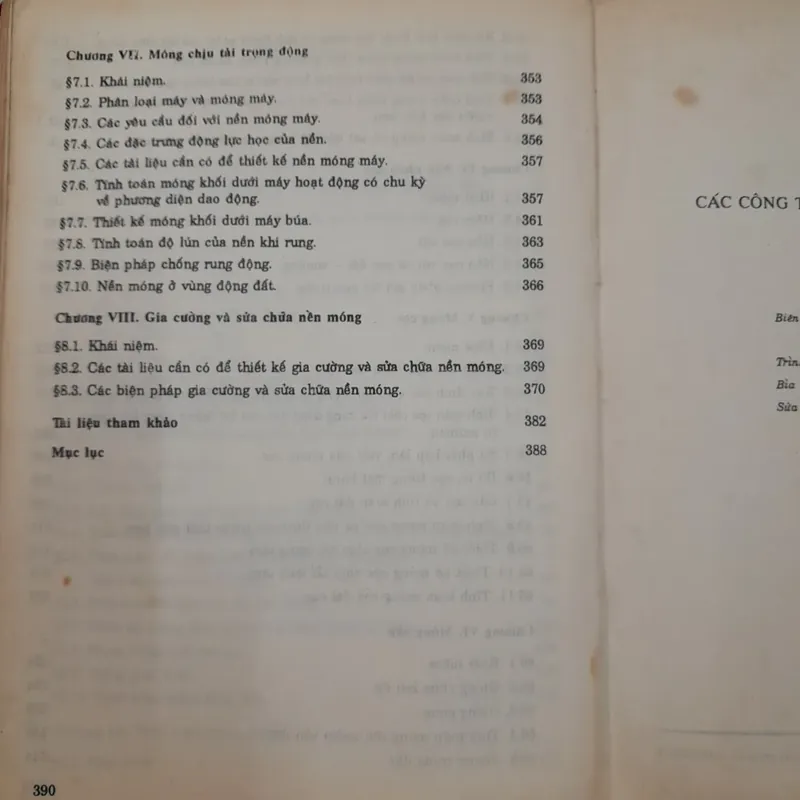 Chương VII. Móng chịu tải trọng động
§7.1. Khái niệm. 353
§7.2. Phân loại máy và móng máy. 353
§7.3. Các yêu cầu đối với nền móng máy. 354
§7.4. Các đặc trưng động lực học của nền. 356
§7.5. Các tài liệu cần có để thiết kế nền móng máy. 357
§7.6. Tính toán móng khối dưới máy hoạt động có chu kỳ
về phương diện dao động. 357
§7.7. Thiết kế móng khối dưới máy búa. 361
§7.8. Tính toán độ lún của nền khi rung. 363
§7.9. Biện pháp chống rung động. 365
§7.10. Nền móng ở vùng động đất. 366
Chương VIII. Gia cường và sửa chữa nền móng
§8.1. Khái niệm. 369
§8.2. Các tài liệu cần có để thiết kế gia cường và sửa chữa nền móng. 369
§8.3. Các biện pháp gia cường và sửa chữa nền móng. 370
Tài liệu tham khảo 382
Mục lục 388
390
CÁC CÔNG T
Biên
Trìn
Bìa
Sửa